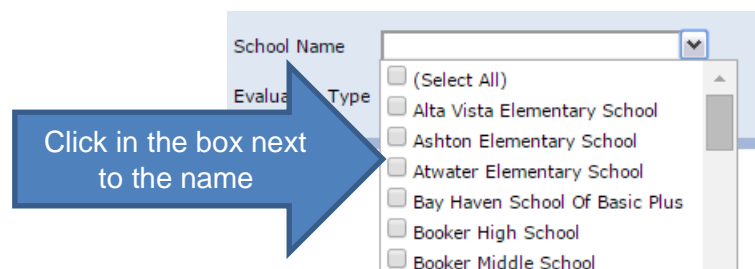 School Name
(Select All)
Evalua Type
Alta Vista Elementary School
Ashton Elementary School
Click in the box next
to the name
Atwater Elementary School
Bay Haven School Of Basic Plus
Booker High School
Booker Middle School